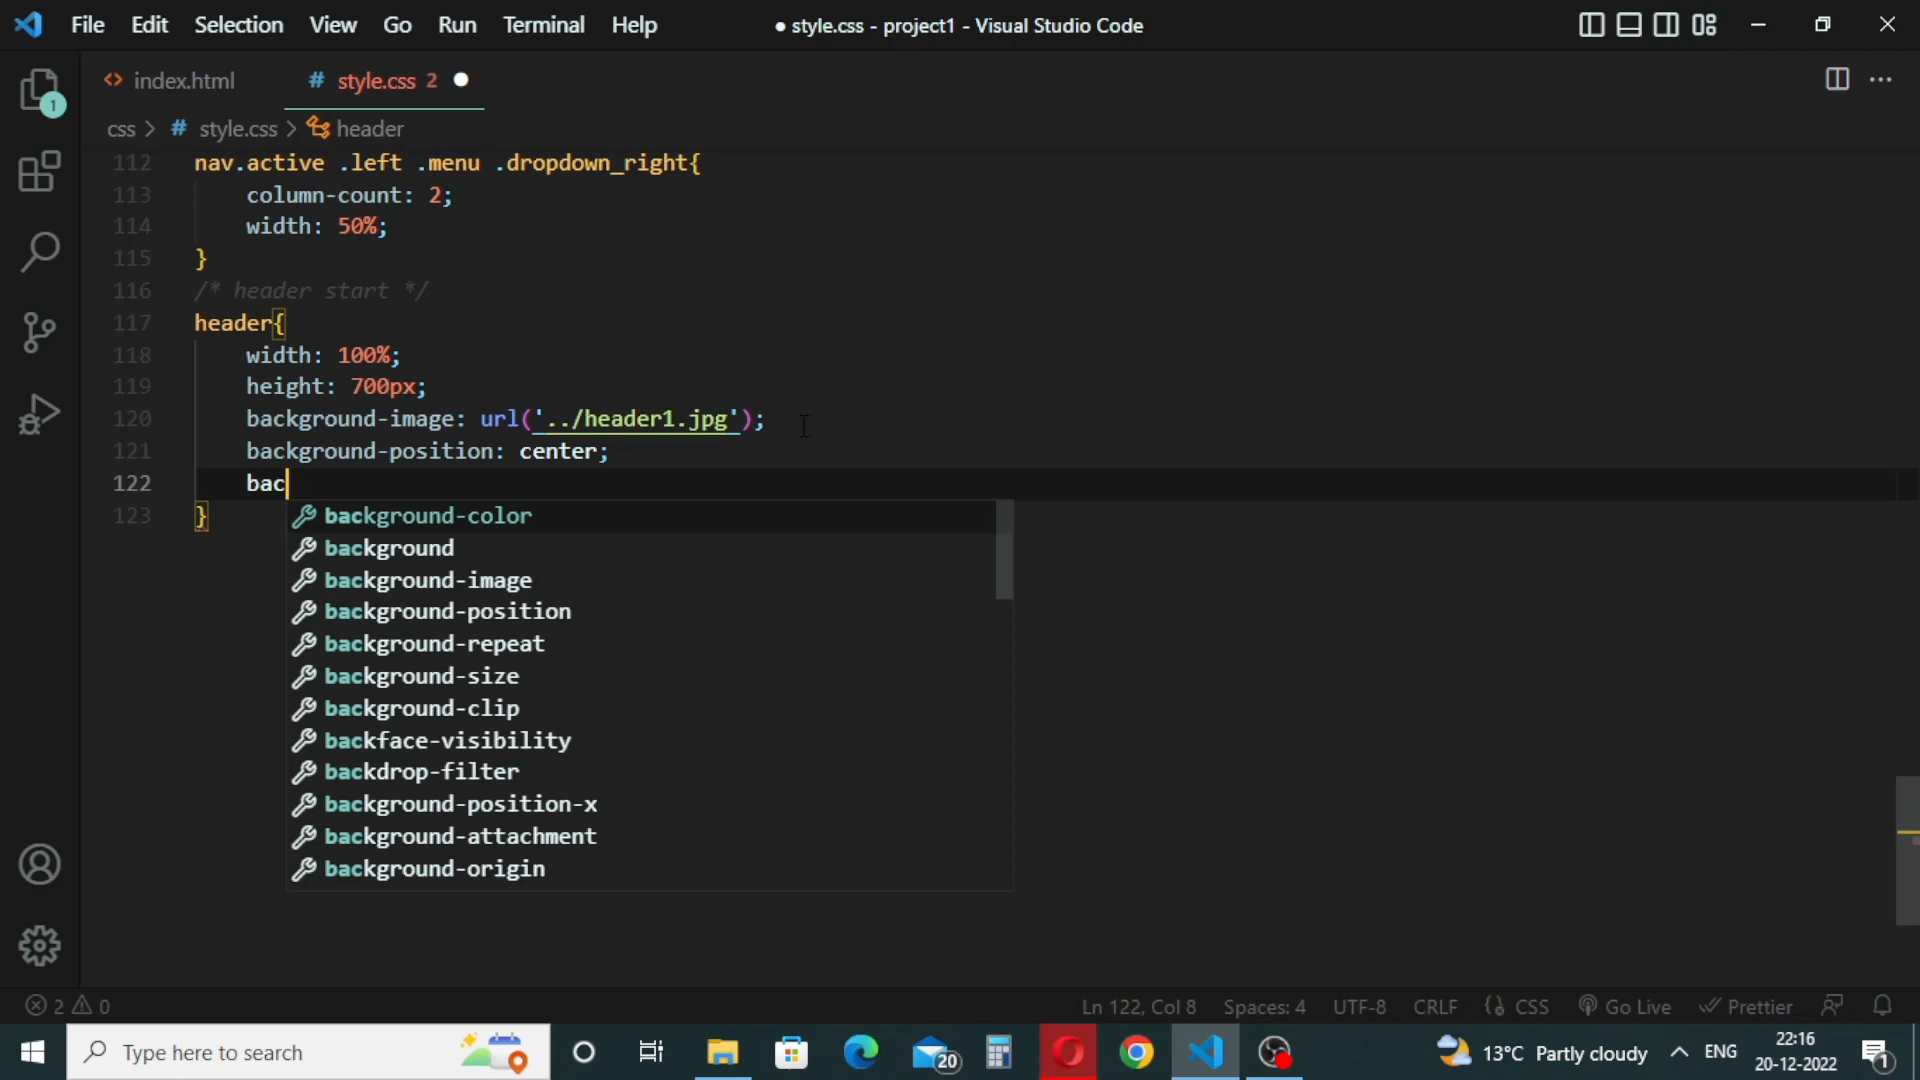 File Edit Selection View Go Run Terminal Help
● style.css - project1 - Visual Studio Code
1
<> index.html
# style.css 2 ●
css > # style.css > header
112 nav.active .left .menu .dropdown_right{
113 column-count: 2;
114 width: 50%;
115 }
116 /* header start */
117 header{
118 width: 100%;
119 height: 700px;
120 background-image: url('../header1.jpg');
121 background-position: center;
122 bac
123 }
background-color
background
background-image
background-position
background-repeat
background-size
background-clip
backface-visibility
backdrop-filter
background-position-x
background-attachment
background-origin
2 0
Ln 122, Col 8 Spaces: 4 UTF-8 CRLF {} CSS Go Live Prettier
Type here to search
20
13°C Partly cloudy ENG
22:16
20-12-2022
1